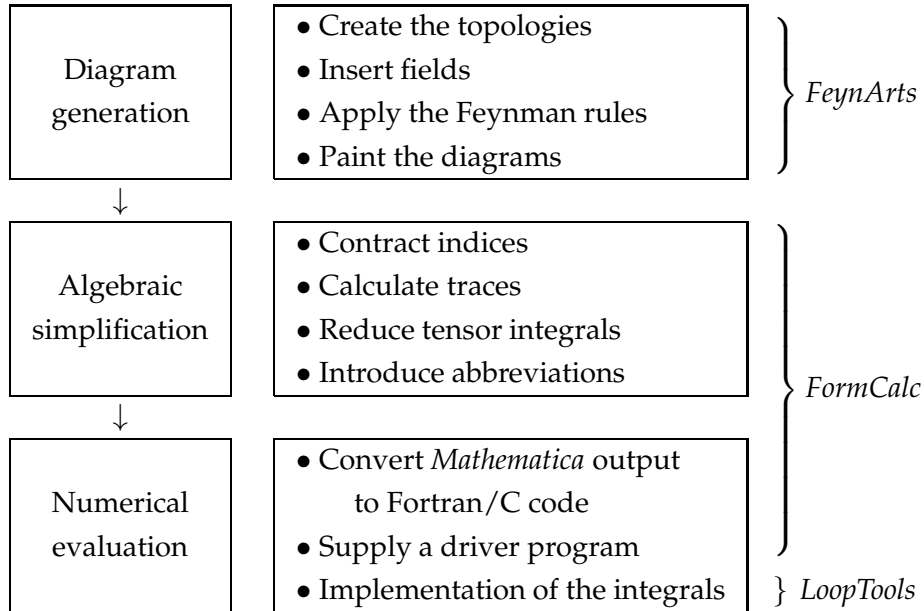 Diagram
generation
• Create the topologies
• Insert fields
• Apply the Feynman rules
• Paint the diagrams
} FeynArts
↓
Algebraic
simplification
• Contract indices
• Calculate traces
• Reduce tensor integrals
• Introduce abbreviations
} FormCalc
↓
Numerical
evaluation
• Convert Mathematica output
to Fortran/C code
• Supply a driver program
• Implementation of the integrals
} LoopTools